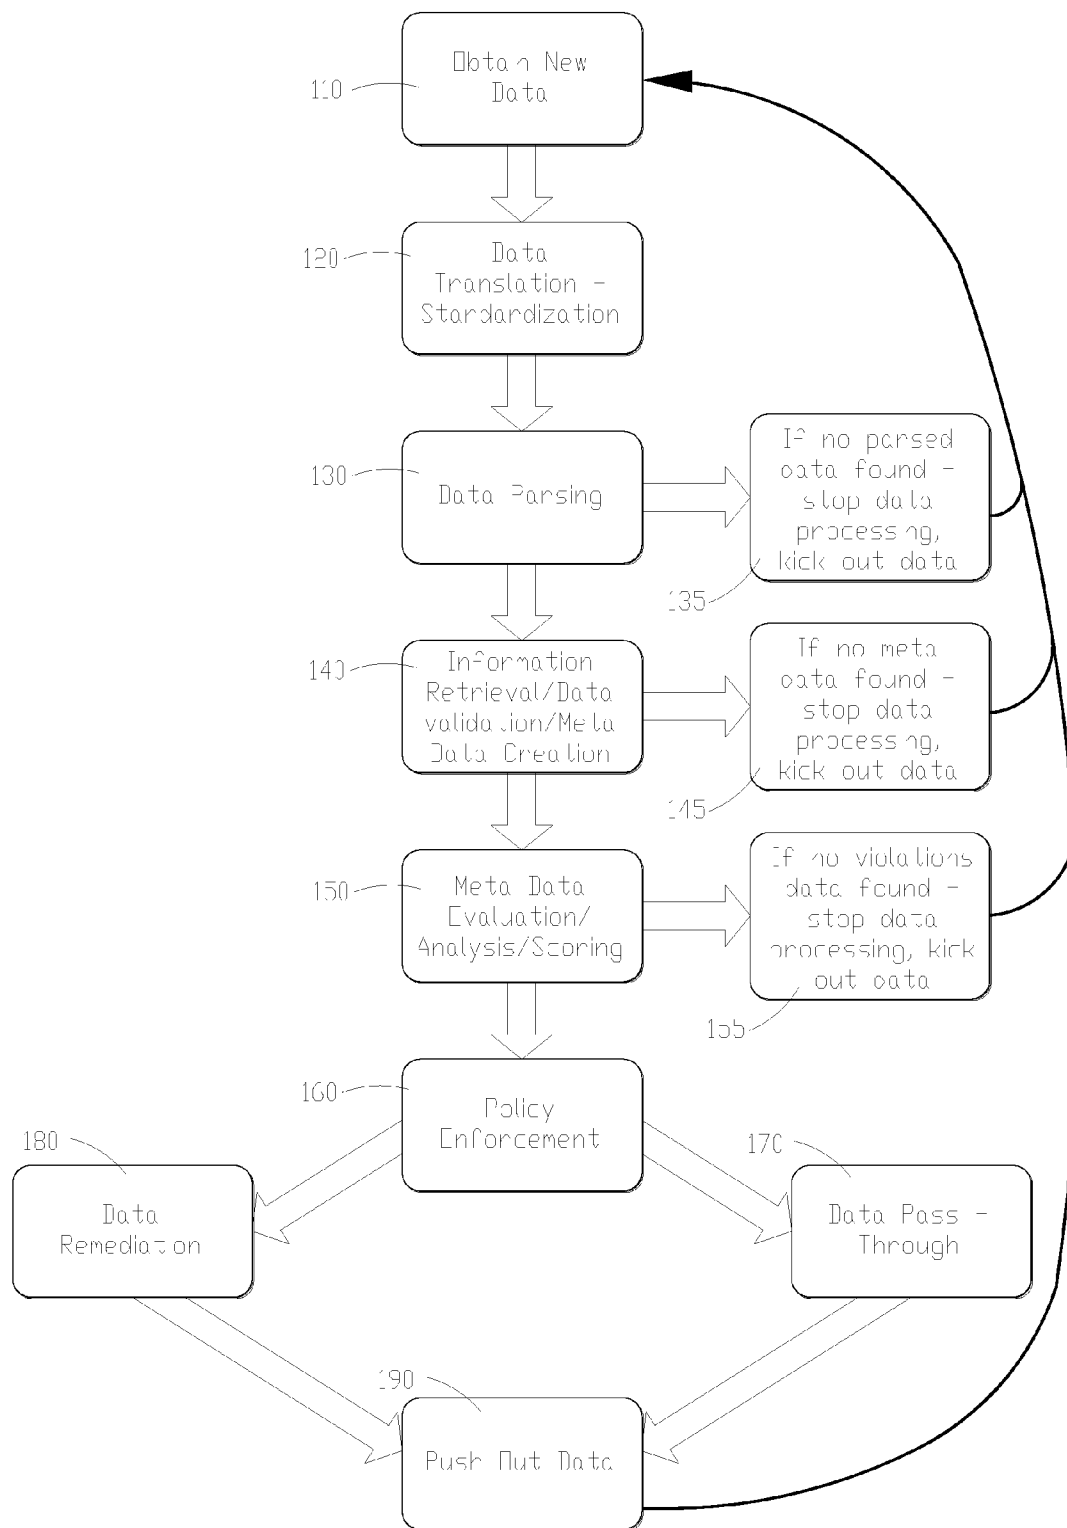 Obtain New
Data
110
120
Data
Translation -
Standardization
130
Data Parsing
If no parsed
data found -
stop data
processing,
kick out data
135
140
Information
Retrieval/Data
validation/Meta
Data Creation
If no meta
data found -
stop data
processing,
kick out data
145
150
Meta Data
Evaluation/
Analysis/Scoring
If no violations
data found -
stop data
processing, kick
out data
155
160
Policy
Enforcement
180
Data
Remediation
170
Data Pass -
Through
190
Push Out Data